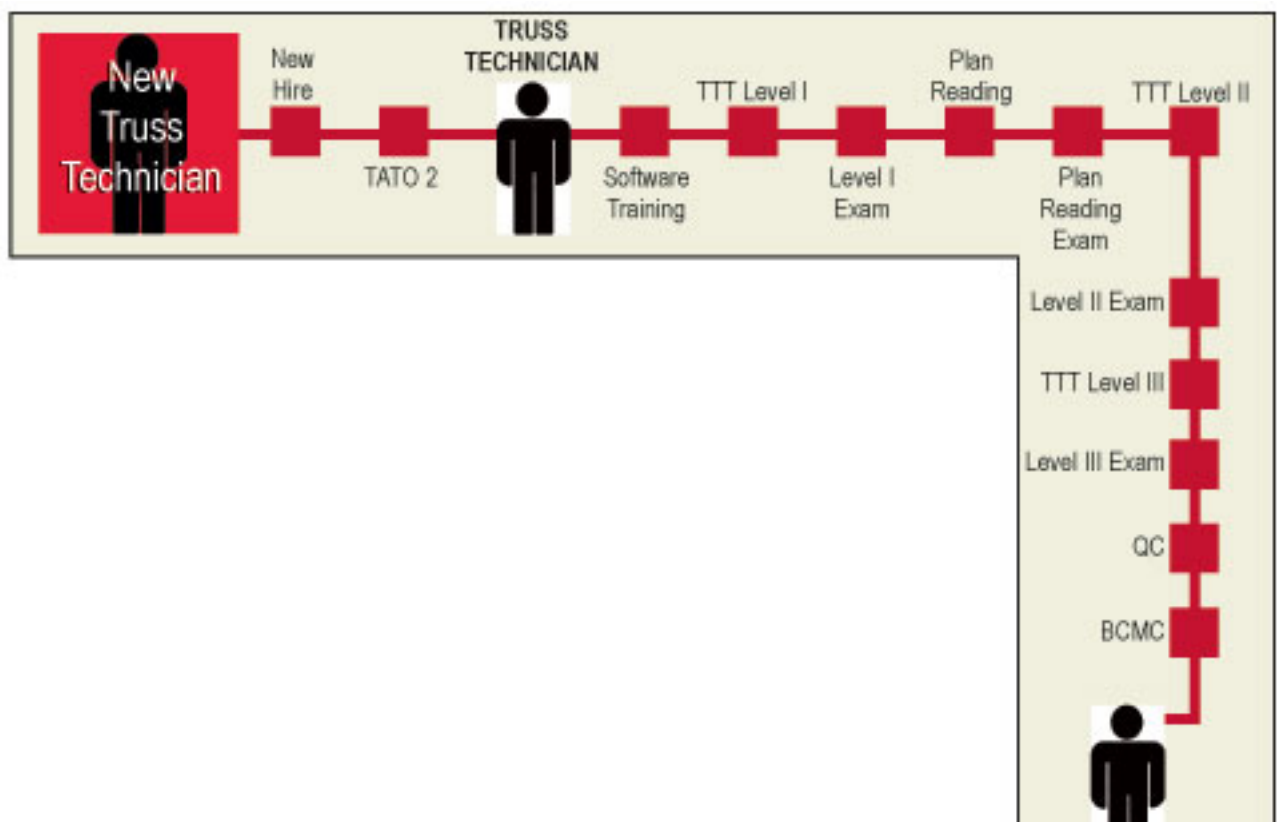 New
Truss
Technician
New
Hire
TATO 2
TRUSS
TECHNICIAN
Software
Training
TTT Level I
Level I
Exam
Plan
Reading
Plan
Reading
Exam
TTT Level II
Level II Exam
TTT Level III
Level III Exam
QC
BCMC